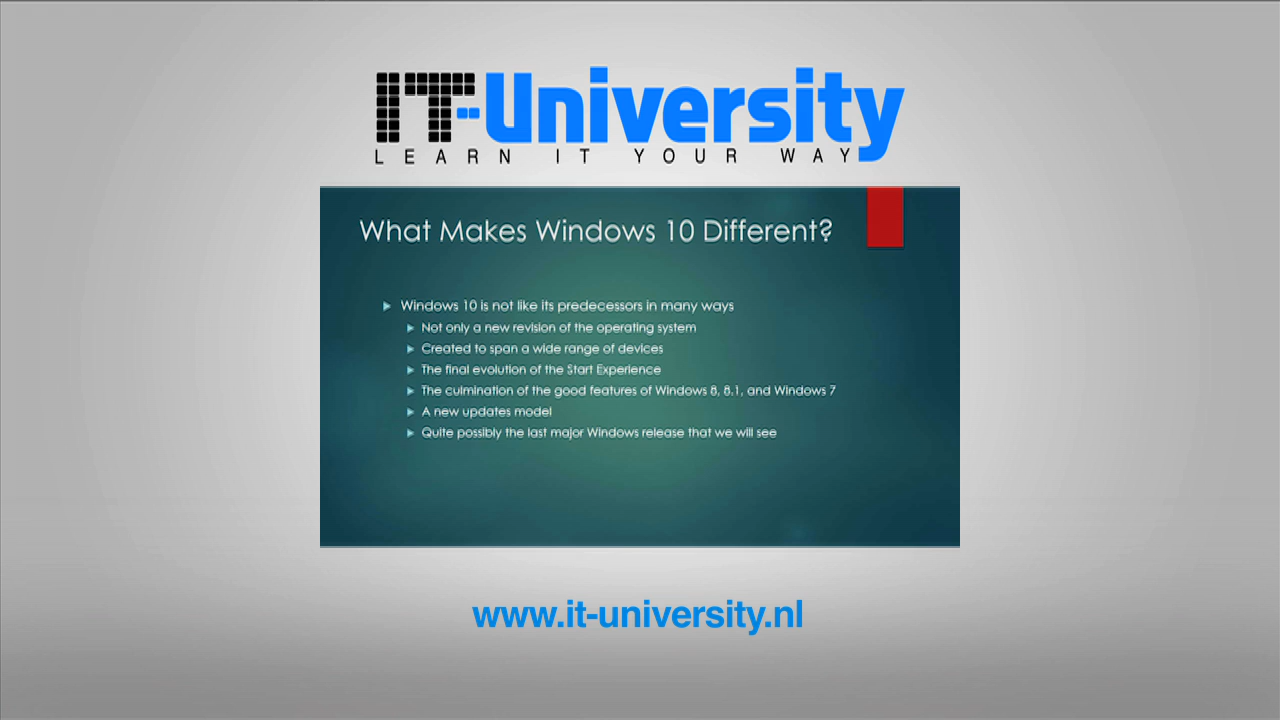 IT-University
LEARN IT YOUR WAY
What Makes Windows 10 Different?
Windows 10 is not like its predecessors in many ways
Not only a new revision of the operating system
Created to span a wide range of devices
The final evolution of the Start Experience
The culmination of the good features of Windows 8, 8.1, and Windows 7
A new updates model
Quite possibly the last major Windows release that we will see
www.it-university.nl